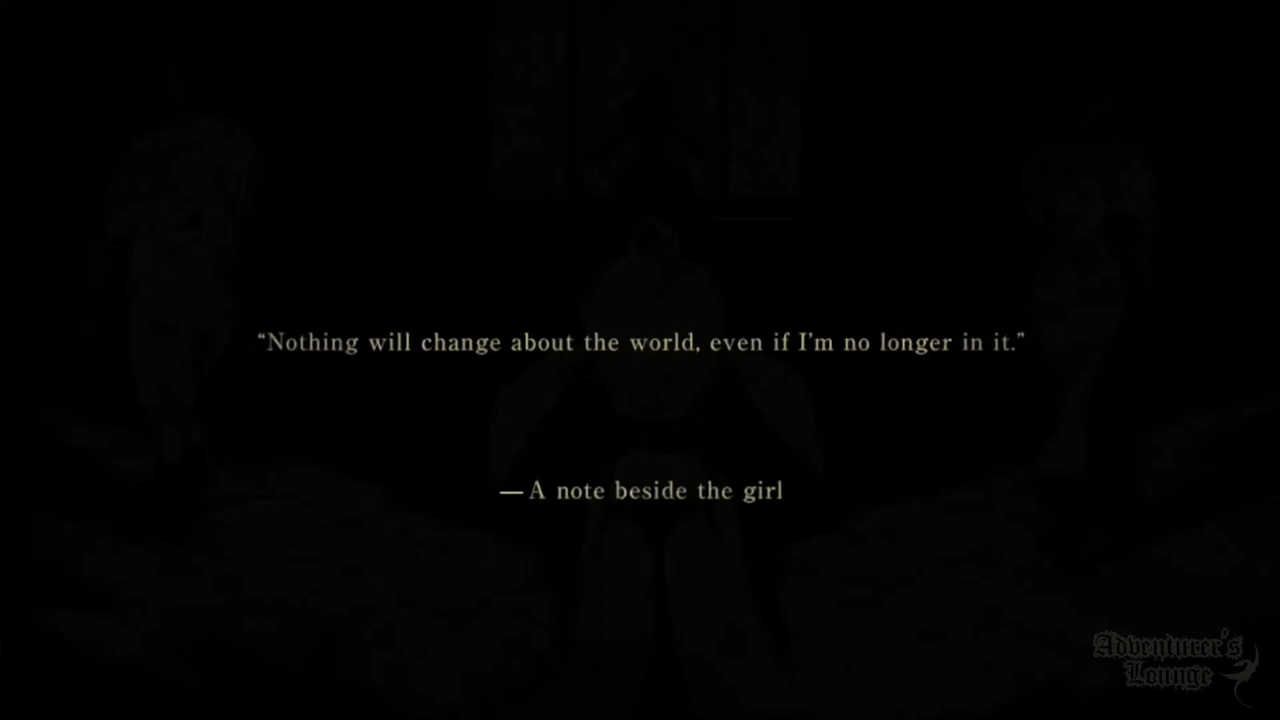 “Nothing will change about the world, even if I’m no longer in it.”
— A note beside the girl
Adventurer's
Lounge